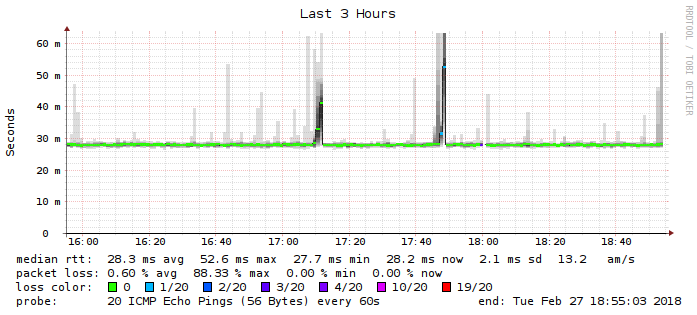 Last 3 Hours
RRDTOOL / TOBI OETIKER
Seconds
60 m
50 m
40 m
30 m
20 m
10 m
0
16:00 16:20 16:40 17:00 17:20 17:40 18:00 18:20 18:40
median rtt: 28.3 ms avg 52.6 ms max 27.7 ms min 28.2 ms now 2.1 ms sd 13.2 am/s
packet loss: 0.60 % avg 88.33 % max 0.00 % min 0.00 % now
loss color: 0 1/20 2/20 3/20 4/20 10/20 19/20
probe: 20 ICMP Echo Pings (56 Bytes) every 60s end: Tue Feb 27 18:55:03 2018